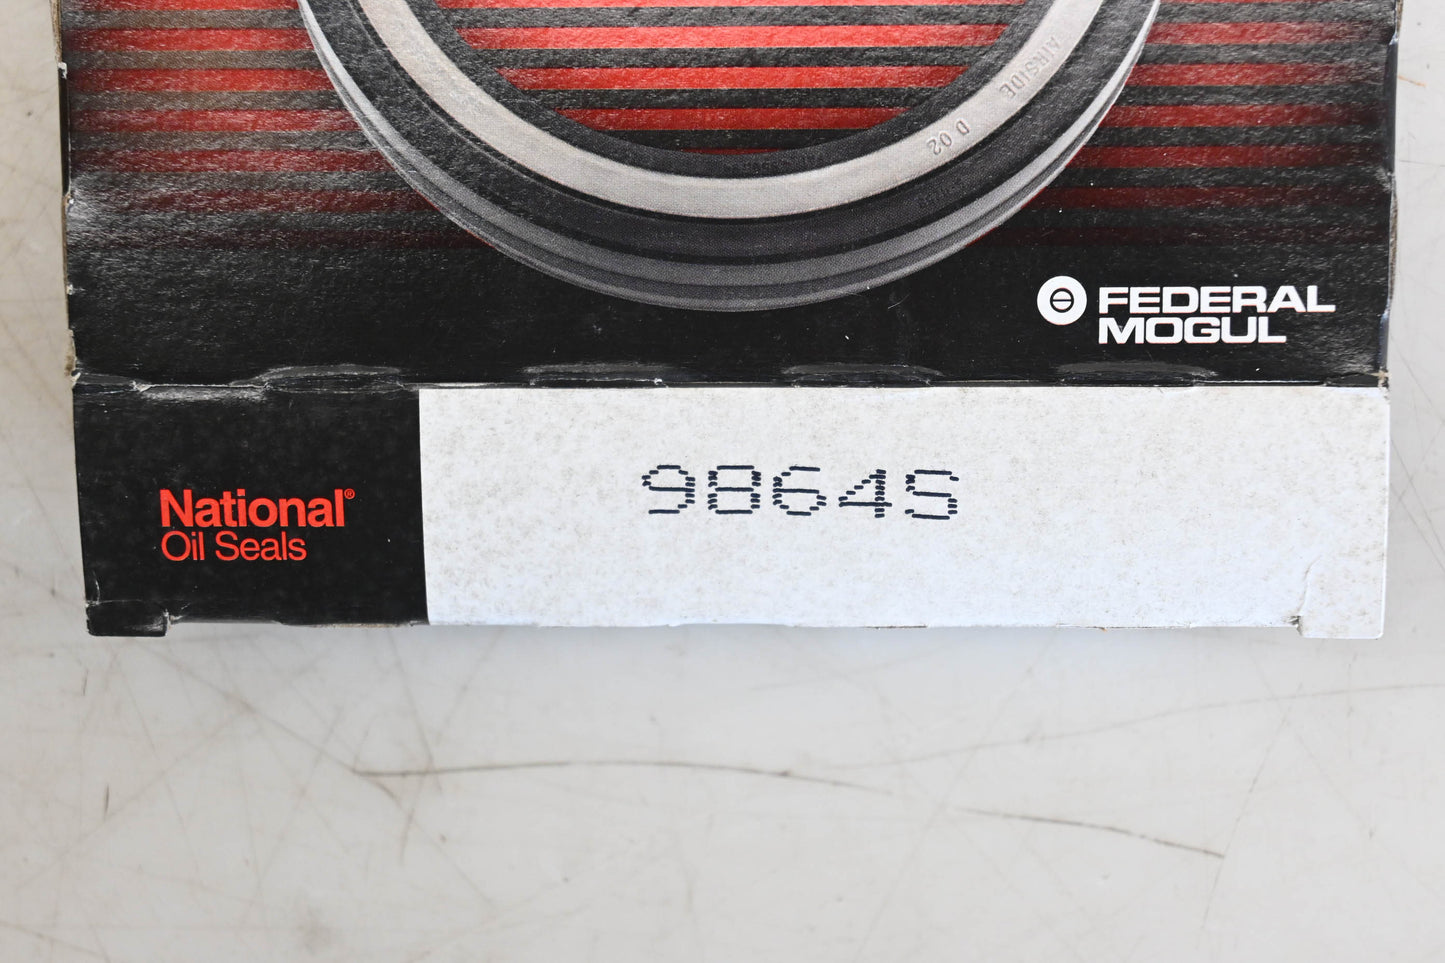 AIRSIDE
D 02
FEDERAL
MOGUL
National®
Oil Seals
9864S